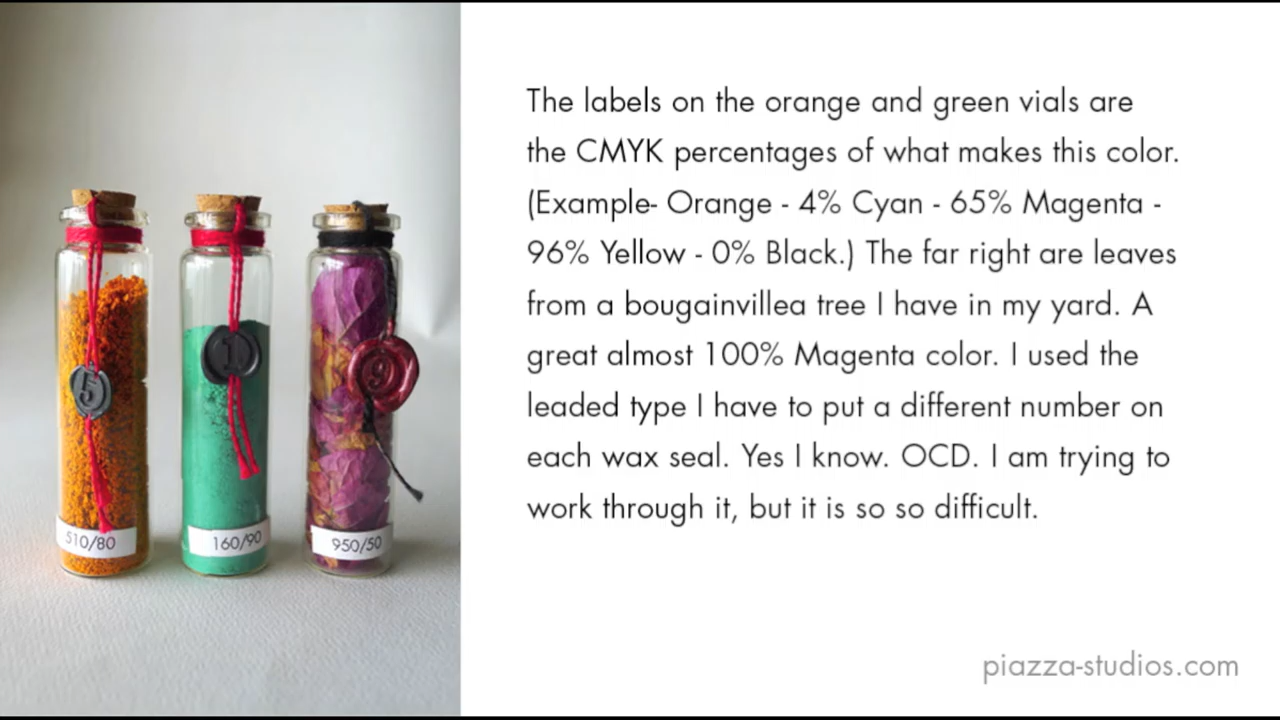 The labels on the orange and green vials are
the CMYK percentages of what makes this color.
(Example- Orange - 4% Cyan - 65% Magenta -
96% Yellow - 0% Black.) The far right are leaves
from a bougainvillea tree I have in my yard. A
great almost 100% Magenta color. I used the
leaded type I have to put a different number on
each wax seal. Yes I know. OCD. I am trying to
work through it, but it is so so difficult.
5
1
9
510/80
160/90
950/50
piazza-studios.com